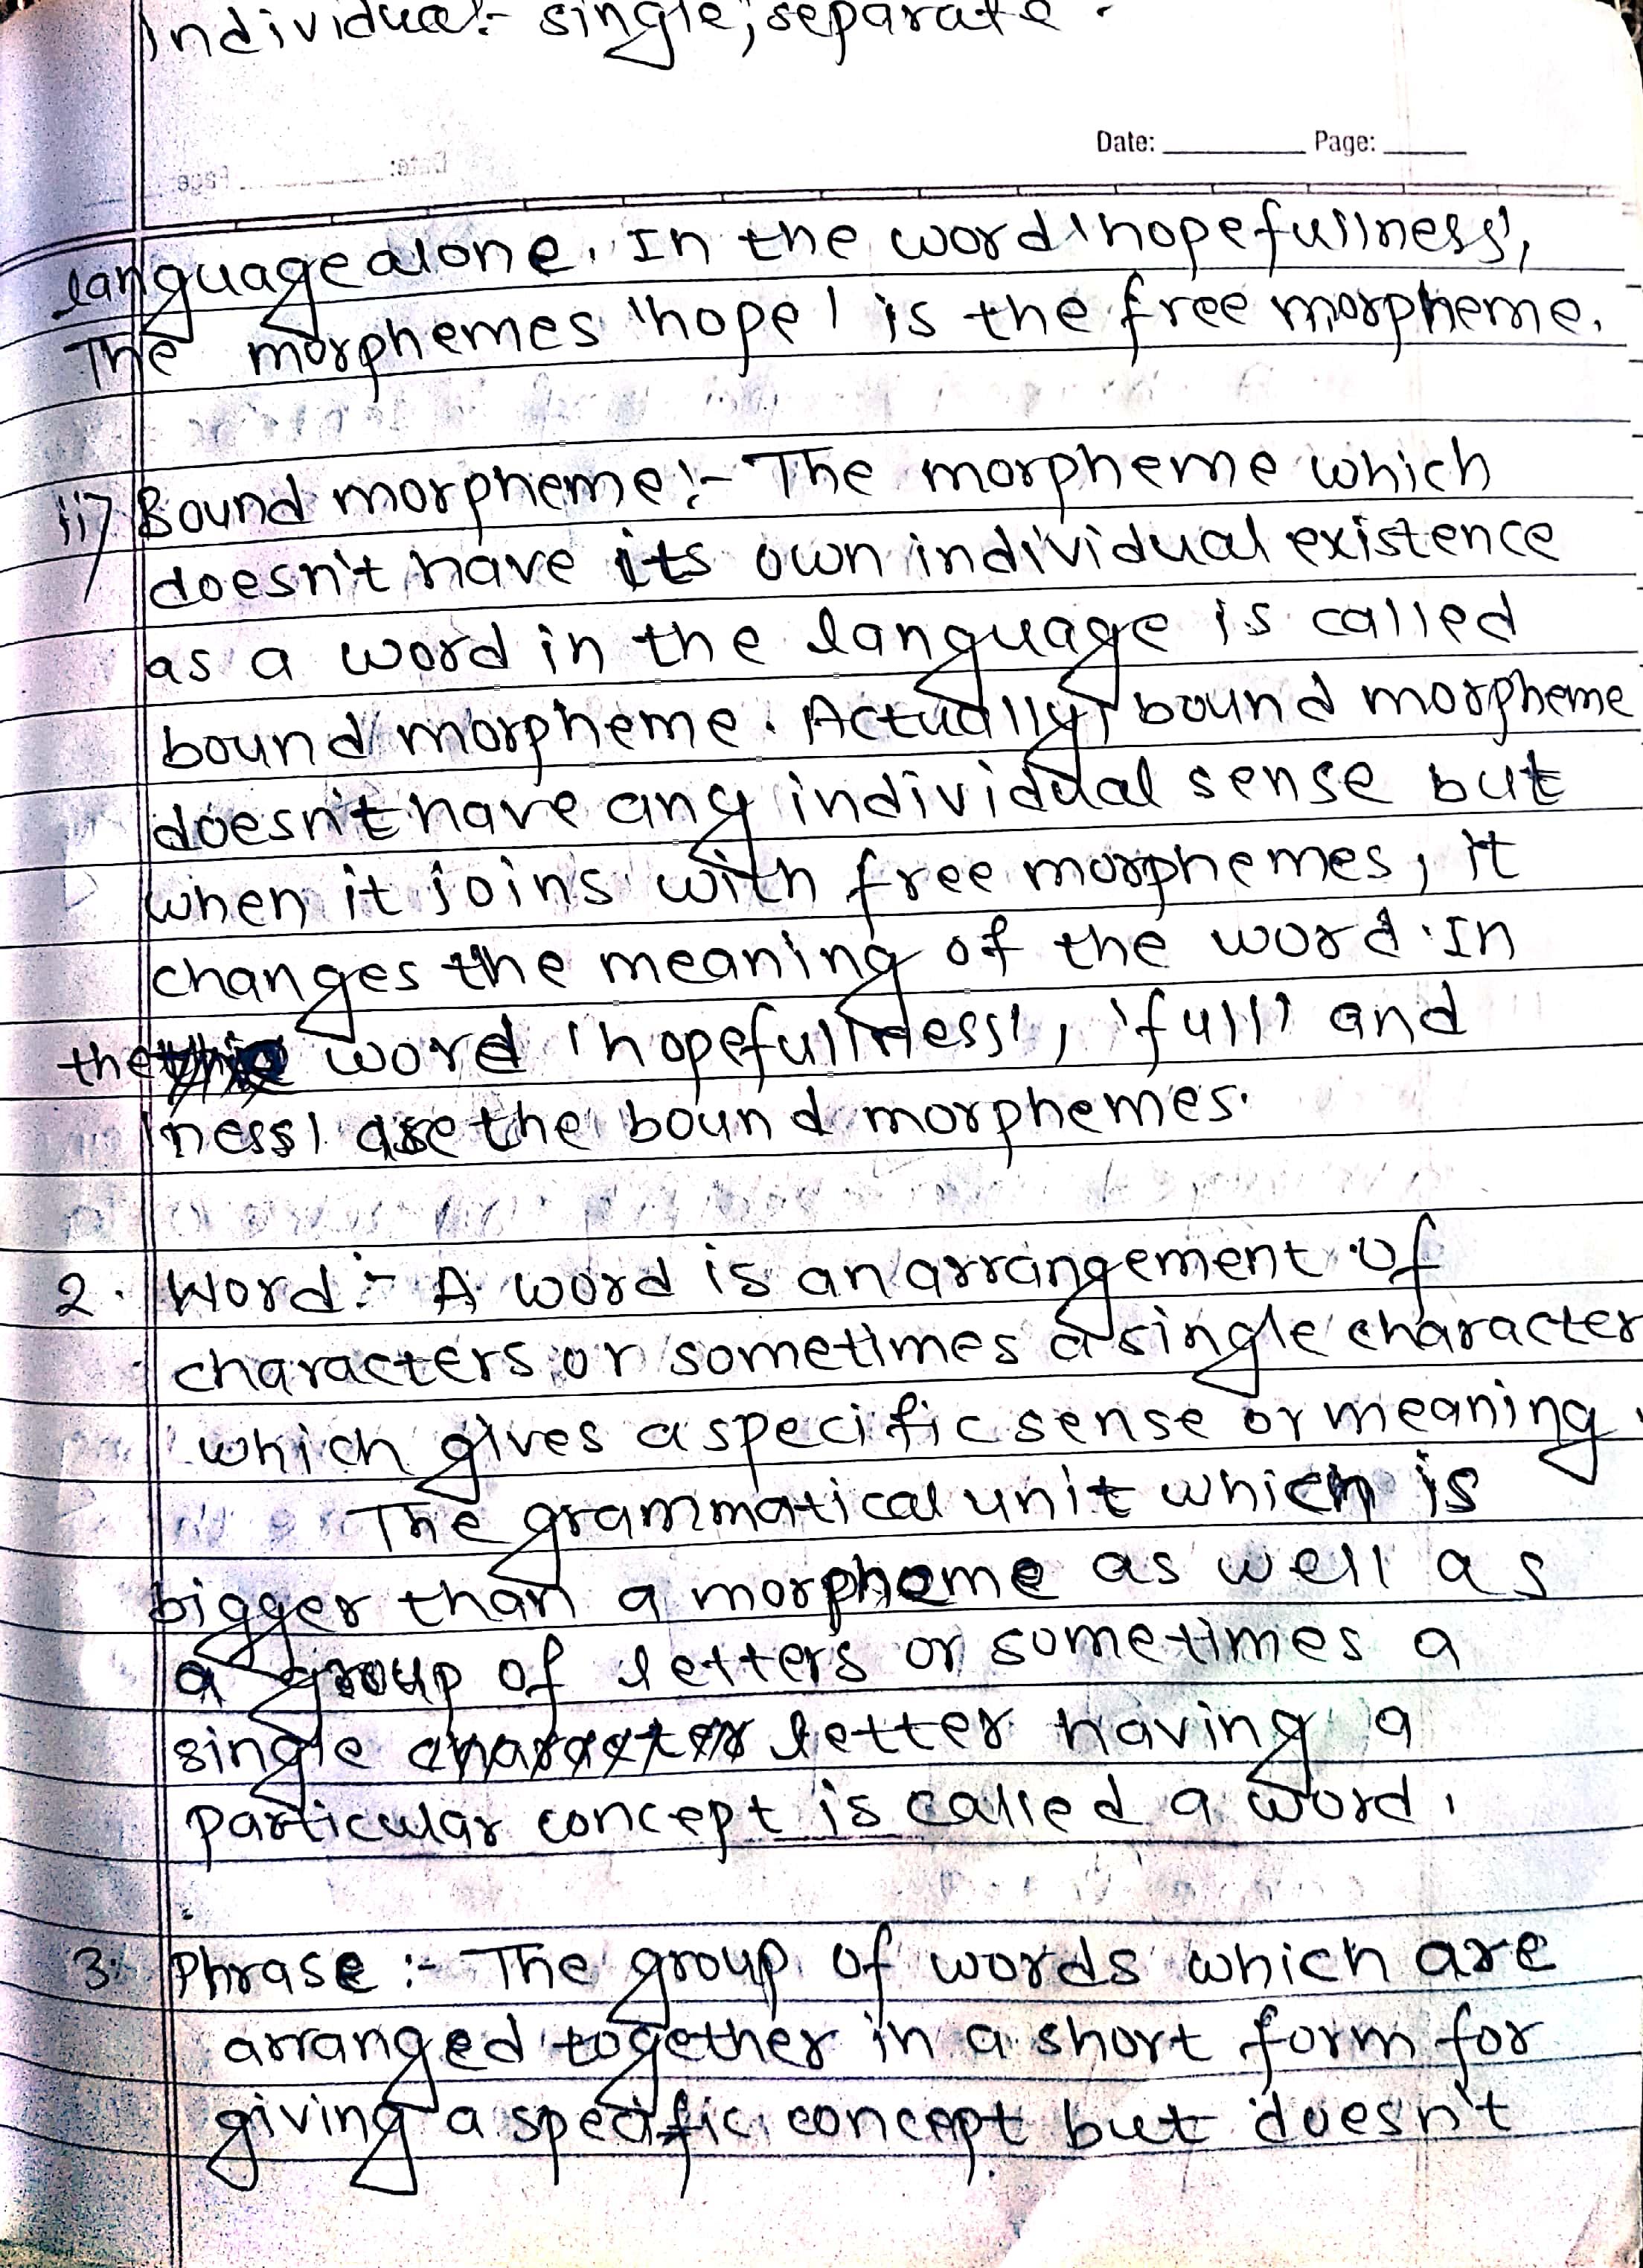 Individual:- single, separate.
Date: Page:
language alone. In the word 'hopefullness',
The morphemes 'hope' is the free morpheme.
ii) Bound morpheme:- The morpheme which
doesn't have its own individual existence
as a word in the language is called
bound morpheme. Actually, bound morpheme
doesn't have any individual sense but
when it joins with free morphemes, it
changes the meaning of the word. In
the word 'hopefullness', 'full' and
'ness' are the bound morphemes.
2. Word:- A word is an arrangement of
characters or sometimes a single character
which gives a specific sense or meaning.
The grammatical unit which is
bigger than a morpheme as well as
a group of letters or sometimes a
single character letter having a
particular concept is called a word.
3. Phrase:- The group of words which are
arranged together in a short form for
giving a specific concept but doesn't